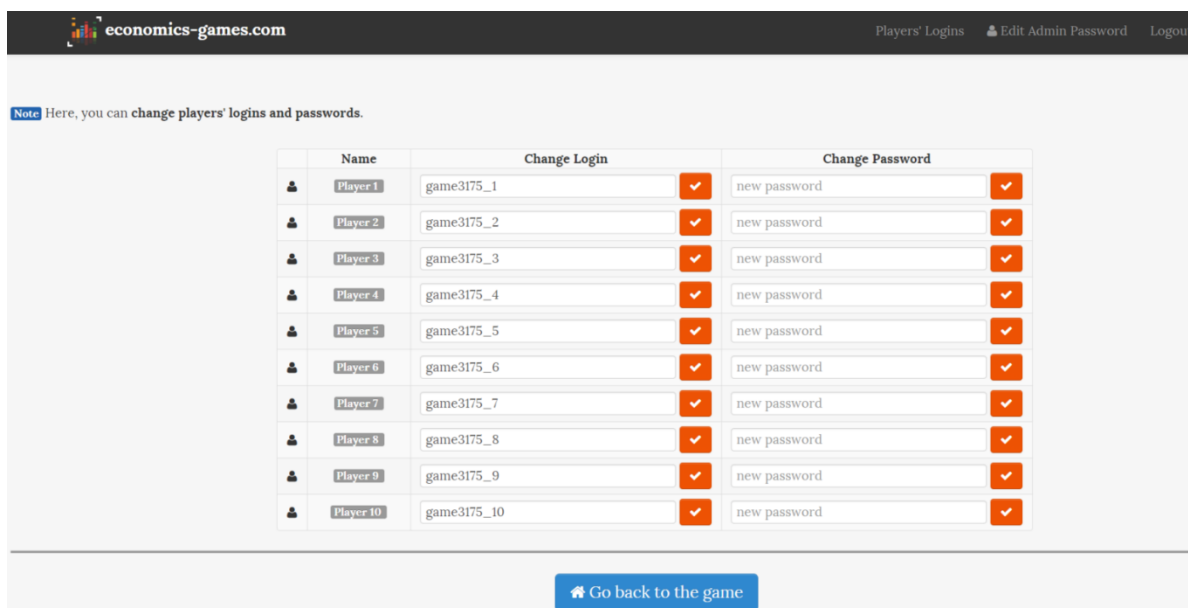 economics-games.com Players' Logins Edit Admin Password Logou
Note Here, you can change players' logins and passwords.
Name Change Login Change Password
Player 1 game3175_1 new password
Player 2 game3175_2 new password
Player 3 game3175_3 new password
Player 4 game3175_4 new password
Player 5 game3175_5 new password
Player 6 game3175_6 new password
Player 7 game3175_7 new password
Player 8 game3175_8 new password
Player 9 game3175_9 new password
Player 10 game3175_10 new password
Go back to the game